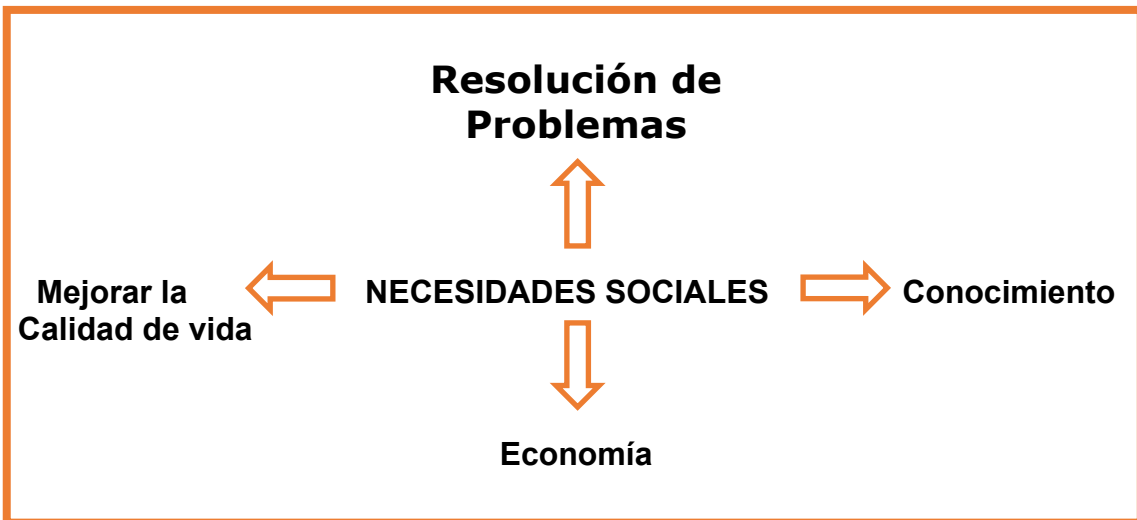 Resolución de
Problemas
Mejorar la
Calidad de vida
NECESIDADES SOCIALES
Conocimiento
Economía